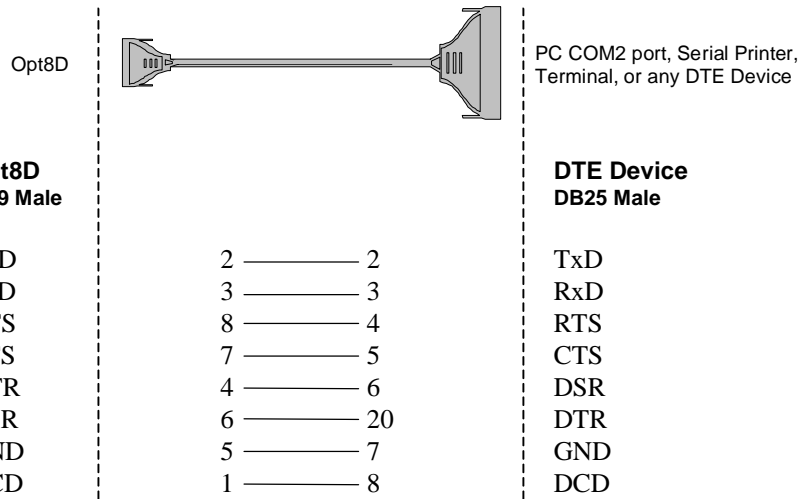 Opt8D
PC COM2 port, Serial Printer,
Terminal, or any DTE Device
t8D
9 Male
DTE Device
DB25 Male
D 2 2 TxD
D 3 3 RxD
S 8 4 RTS
S 7 5 CTS
R 4 6 DSR
R 6 20 DTR
ND 5 7 GND
CD 1 8 DCD